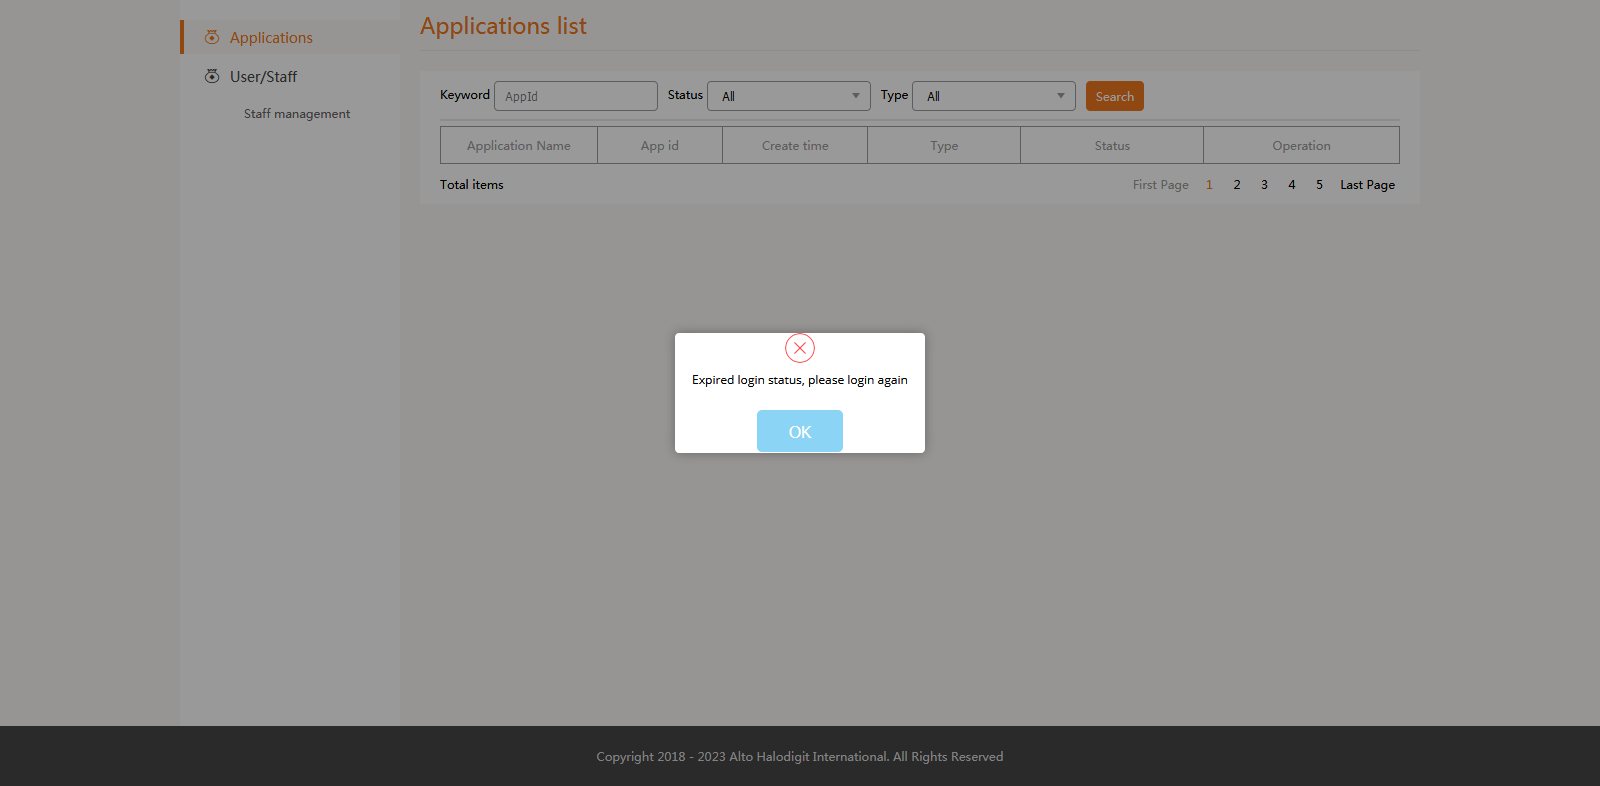 Applications
User/Staff
Staff management
Applications list
Keyword AppId Status All Type All Search
Application Name App id Create time Type Status Operation
Total items First Page 1 2 3 4 5 Last Page
Expired login status, please login again
OK
Copyright 2018 - 2023 Alto Halodigit International. All Rights Reserved